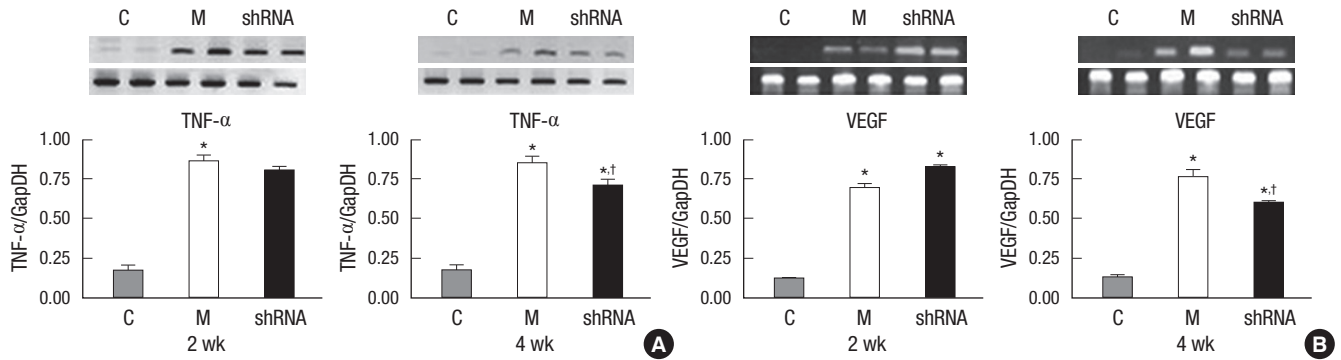 C M shRNA
TNF-α
TNF-α/GapDH
1.00
0.75
0.50
0.25
0.00
*
C M shRNA
2 wk
C M shRNA
TNF-α
TNF-α/GapDH
1.00
0.75
0.50
0.25
0.00
*
*,†
C M shRNA
4 wk
A
C M shRNA
VEGF
VEGF/GapDH
1.00
0.75
0.50
0.25
0.00
*
*
C M shRNA
2 wk
C M shRNA
VEGF
VEGF/GapDH
1.00
0.75
0.50
0.25
0.00
*
*,†
C M shRNA
4 wk
B